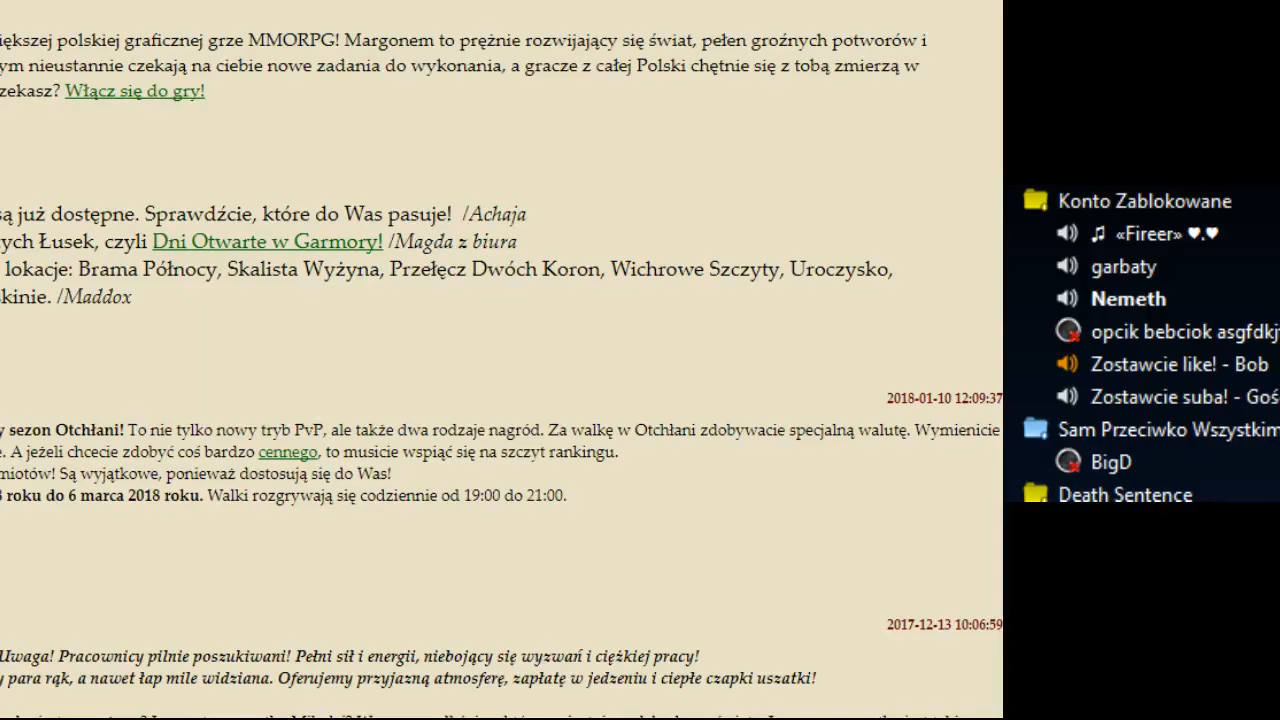 iększej polskiej graficznej grze MMORPG! Margonem to prężnie rozwijający się świat, pełen groźnych potworów i
ym nieustannie czekają na ciebie nowe zadania do wykonania, a gracze z całej Polski chętnie się z tobą zmierzą w
zekasz? Włącz się do gry!
są już dostępne. Sprawdźcie, które do Was pasuje! /Achaja
ych Łusek, czyli Dni Otwarte w Garmory! /Magda z biura
lokacje: Brama Północy, Skalista Wyżyna, Przełęcz Dwóch Koron, Wichrowe Szczyty, Uroczysko,
kinie. /Maddox
2018-01-10 12:09:37
y sezon Otchłani! To nie tylko nowy tryb PvP, ale także dwa rodzaje nagród. Za walkę w Otchłani zdobywacie specjalną walutę. Wymienicie
. A jeżeli chcecie zdobyć coś bardzo cennego, to musicie wspiąć się na szczyt rankingu.
miotów! Są wyjątkowe, ponieważ dostosują się do Was!
8 roku do 6 marca 2018 roku. Walki rozgrywają się codziennie od 19:00 do 21:00.
2017-12-13 10:06:59
Uwaga! Pracownicy pilnie poszukiwani! Pełni sił i energii, niebojący się wyzwań i ciężkiej pracy!
y para rąk, a nawet łap mile widziana. Oferujemy przyjazną atmosferę, zapłatę w jedzeniu i ciepłe czapki uszatki!
Konto Zablokowane
♫ «Fireer» ♥.♥
garbaty
Nemeth
opcik bebciok asgfdkj
Zostawcie like! - Bob
Zostawcie suba! - Goś
Sam Przeciwko Wszystkim
BigD
Death Sentence